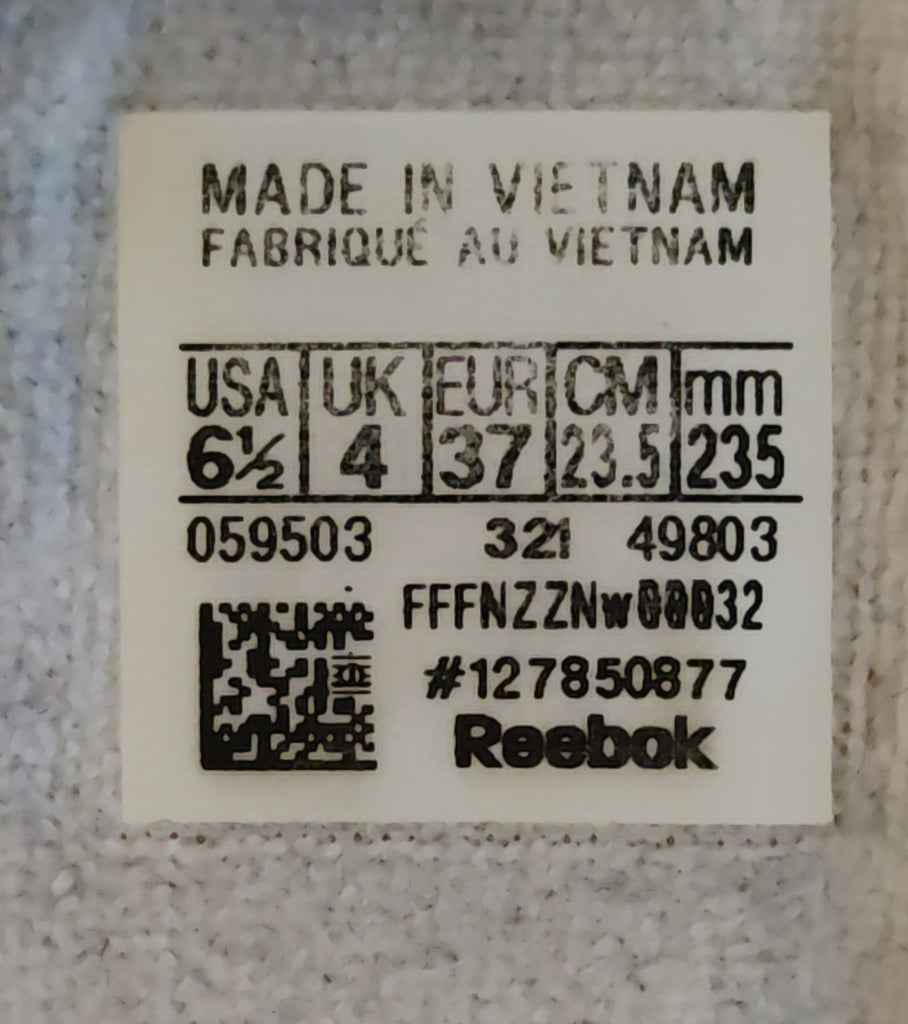 MADE IN VIETNAM
FABRIQUÉ AU VIETNAM
USA UK EUR CM mm
6½ 4 37 23.5 235
059503 321 49803
#127850877
Reebok